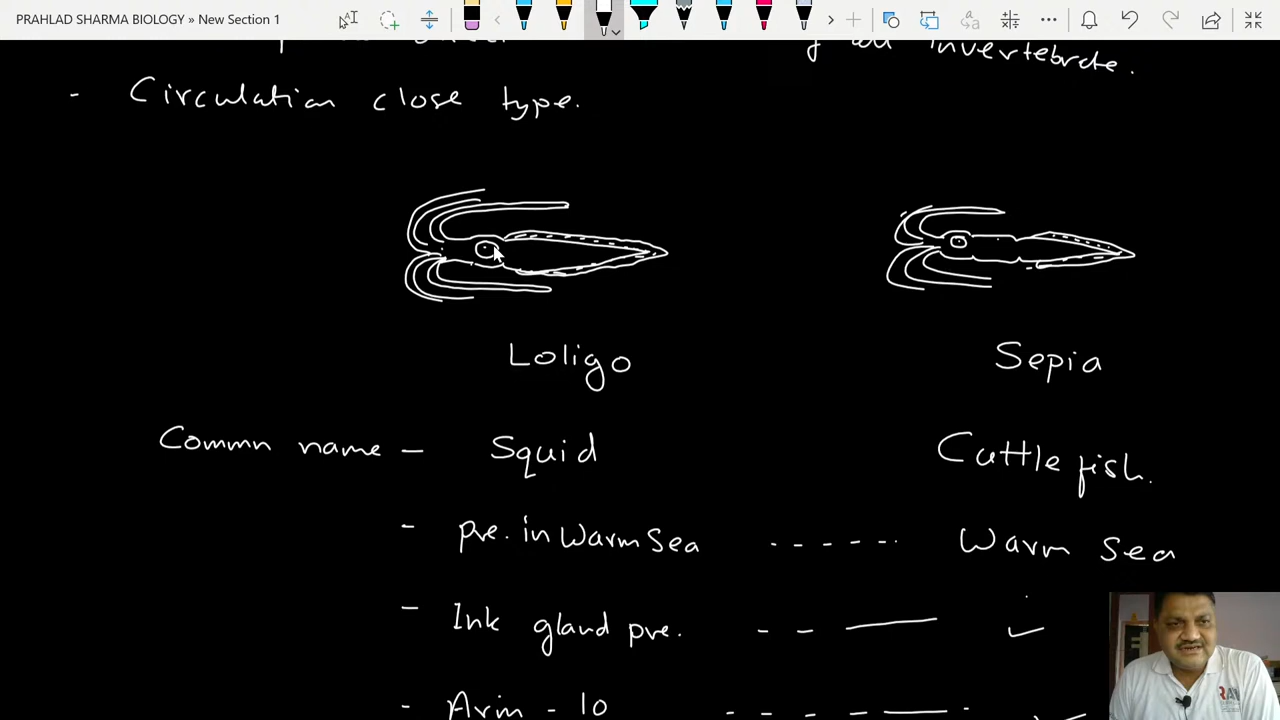 PRAHLAD SHARMA BIOLOGY » New Section 1
invertebrate.
- Circulation close type.
Loligo Sepia
Commn name - Squid Cuttle fish.
- pre. in Warm Sea ------ Warm Sea
- Ink gland pre. - - — ✓
- Arm - 10 - - - - — -